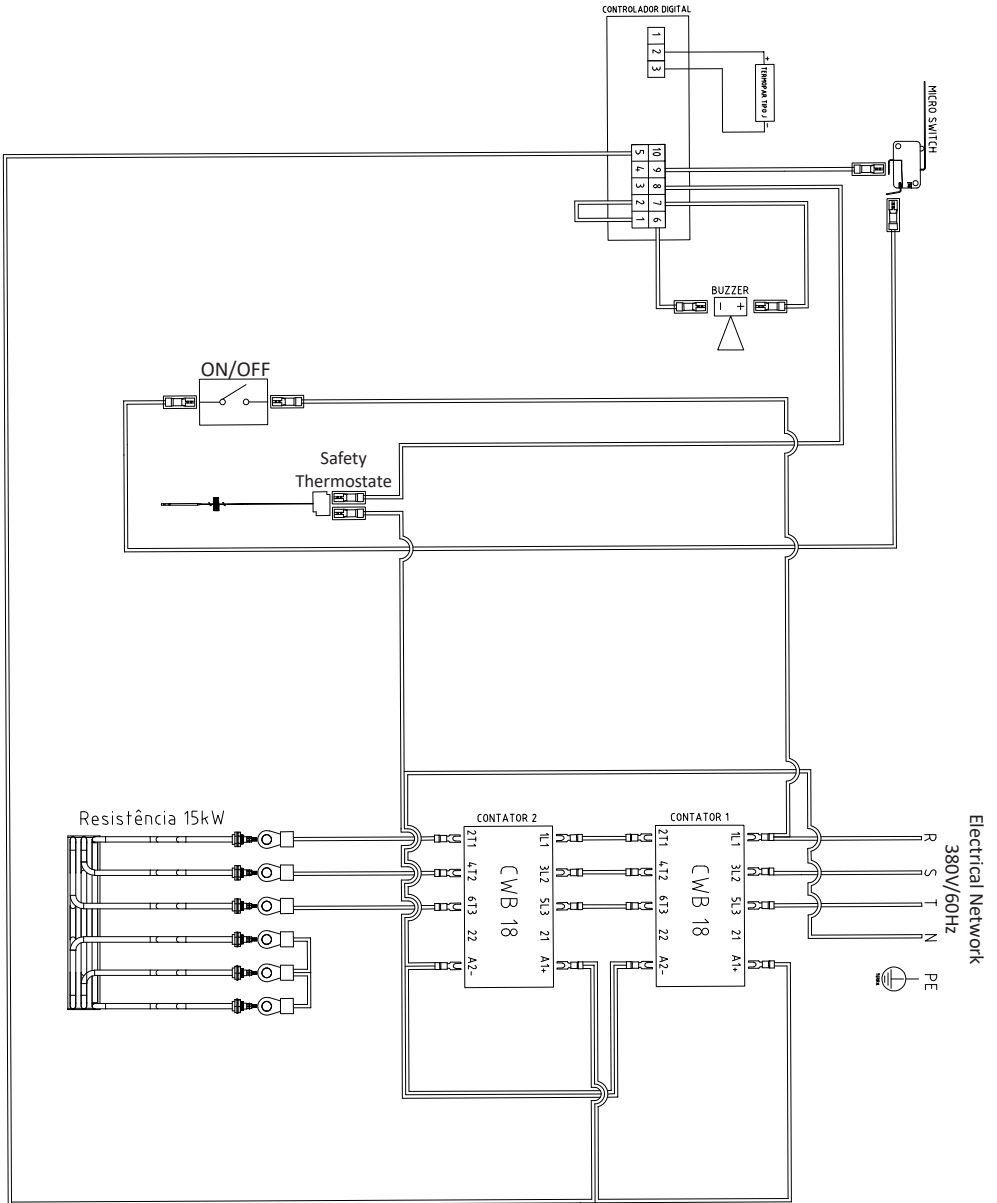 CONTROLADOR DIGITAL
1
2
3
+
TERMOPAR TIPO J
-
MICRO SWITCH
5 10
4 9
3 8
2 7
1 6
BUZZER
- +
ON/OFF
Safety
Thermostate
Resistência 15kW
CONTATOR 2
2T1 1L1
4T2 3L2
6T3 5L3
22 21
A2- A1+
CWB 18
CONTATOR 1
2T1 1L1
4T2 3L2
6T3 5L3
22 21
A2- A1+
CWB 18
R
S
T
N
PE
Electrical Network
380V/60Hz